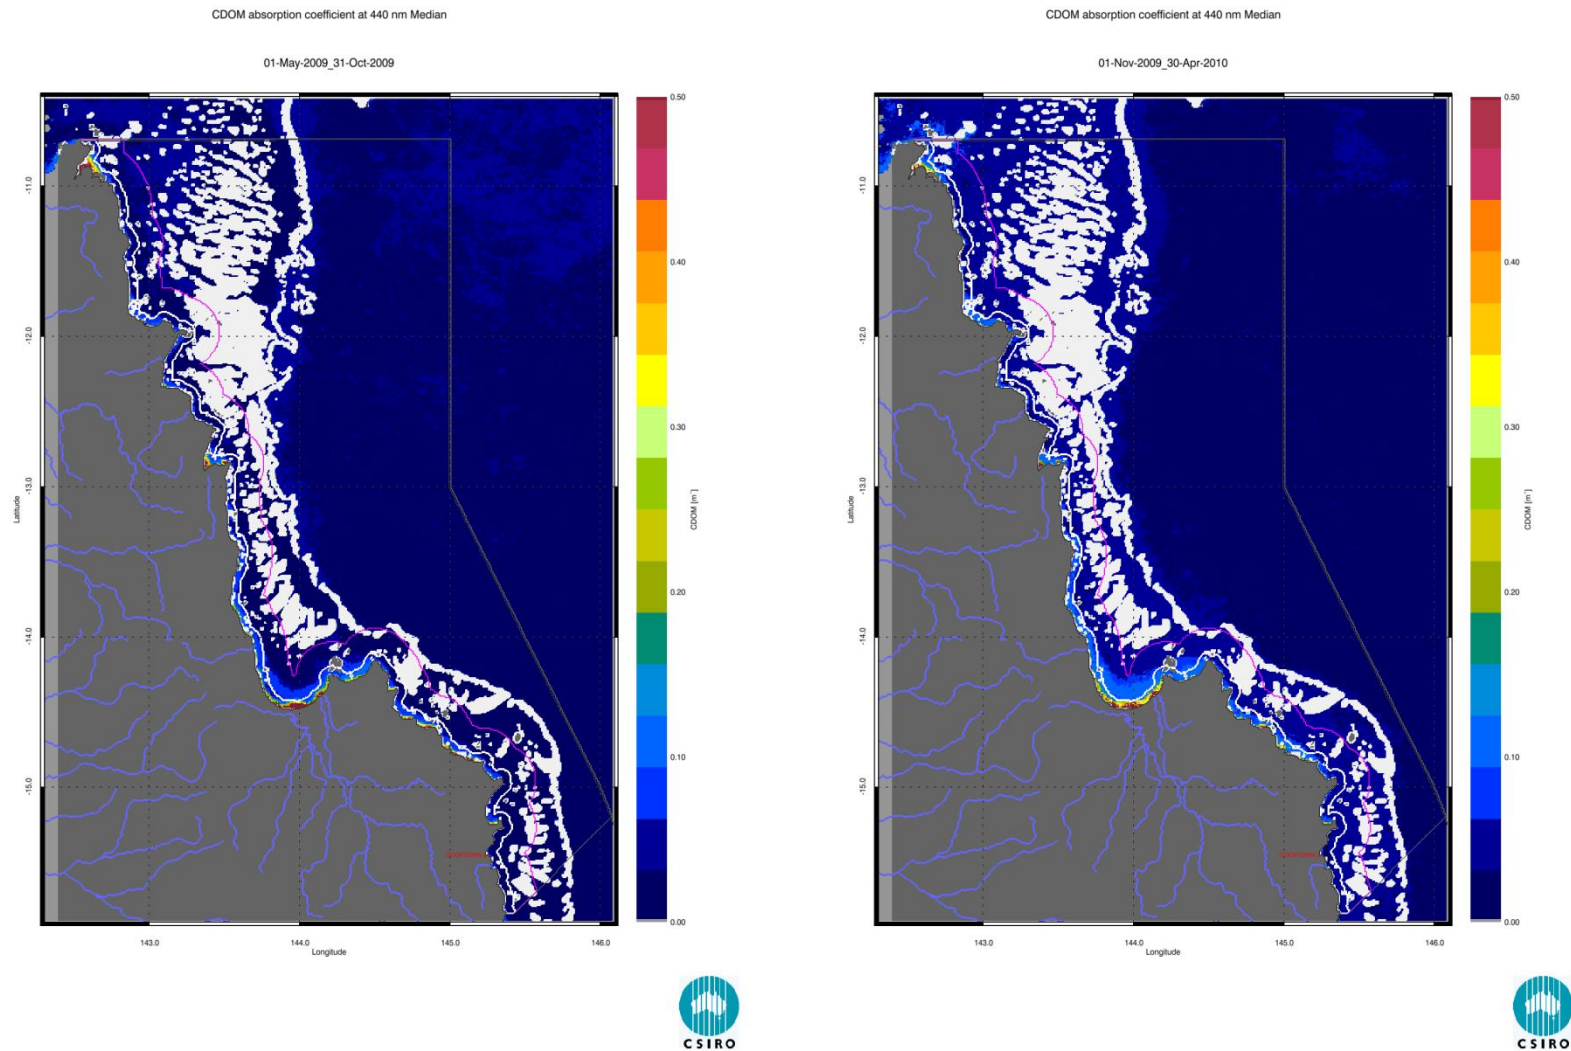 CDOM absorption coefficient at 440 nm Median
01-May-2009_31-Oct-2009
0.50
0.40
0.30
0.20
0.10
0.00
CDOM [m⁻]
-11.0
-12.0
-13.0
-14.0
-15.0
Latitude
143.0
144.0
145.0
146.0
Longitude
CSIRO
CDOM absorption coefficient at 440 nm Median
01-Nov-2009_30-Apr-2010
0.50
0.40
0.30
0.20
0.10
0.00
CDOM [m⁻]
-11.0
-12.0
-13.0
-14.0
-15.0
Latitude
143.0
144.0
145.0
146.0
Longitude
CSIRO